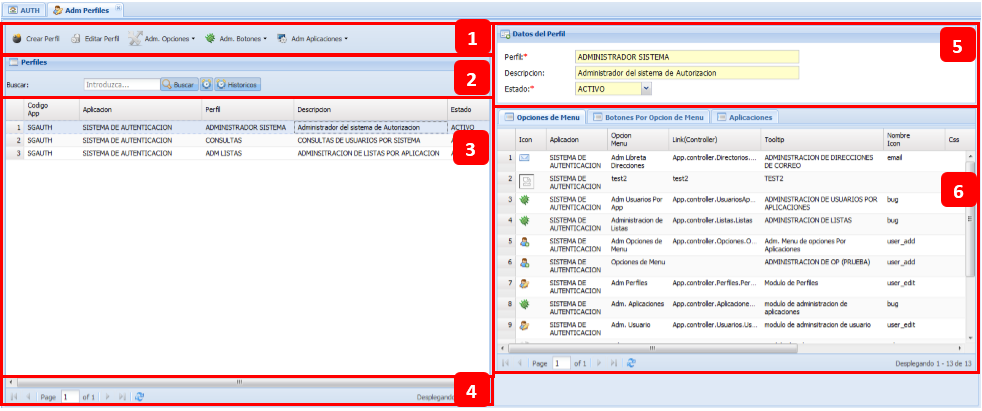 AUTH Adm Perfiles
Crear Perfil Editar Perfil Adm. Opciones Adm. Botones Adm Aplicaciones
1
Perfiles
Buscar: Introduzca... Buscar Historicos
2
Codigo App Aplicacion Perfil Descripcion Estado
1 SGAUTH SISTEMA DE AUTENTICACION ADMINISTRADOR SISTEMA Administrador del sistema de Autorizacion ACTIVO
2 SGAUTH SISTEMA DE AUTENTICACION CONSULTAS CONSULTAS DE USUARIOS POR SISTEMA
3 SGAUTH SISTEMA DE AUTENTICACION ADM LISTAS ADMINISTRACION DE LISTAS POR APLICACION
3
Page 1 of 1 Desplegando
4
Datos del Perfil
5
Perfil:* ADMINISTRADOR SISTEMA
Descripcion: Administrador del sistema de Autorizacion
Estado:* ACTIVO
Opciones de Menu Botones Por Opcion de Menu Aplicaciones
Icon Aplicacion Opcion Menu Link(Controller) Tooltip Nombre Icon Css
1 SISTEMA DE AUTENTICACION Adm Libreta Direcciones App.controller.Directorios.... ADMINISTRACION DE DIRECCIONES DE CORREO email
2 SISTEMA DE AUTENTICACION test2 test2 TEST2
6
3 SISTEMA DE AUTENTICACION Adm Usuarios Por App App.controller.UsuariosAp... ADMINISTRACION DE USUARIOS POR APLICACIONES bug
4 SISTEMA DE AUTENTICACION Administracion de Listas App.controller.Listas.Listas ADMINISTRACION DE LISTAS bug
5 SISTEMA DE AUTENTICACION Adm Opciones de Menu App.controller.Opciones.O... Adm. Menu de opciones Por Aplicaciones user_add
6 SISTEMA DE AUTENTICACION Opciones de Menu ADMINISTRACION DE OP (PRUEBA) user_add
7 SISTEMA DE AUTENTICACION Adm Perfiles App.controller.Perfiles.Per... Modulo de Perfiles user_edit
8 SISTEMA DE AUTENTICACION Adm. Aplicaciones App.controller.Aplicacione... modulo de administracion de aplicaciones bug
9 SISTEMA DE AUTENTICACION Adm. Usuario App.controller.Usuarios.Us... modulo de adminsitracion de usuario user_edit
Page 1 of 1 Desplegando 1 - 13 de 13